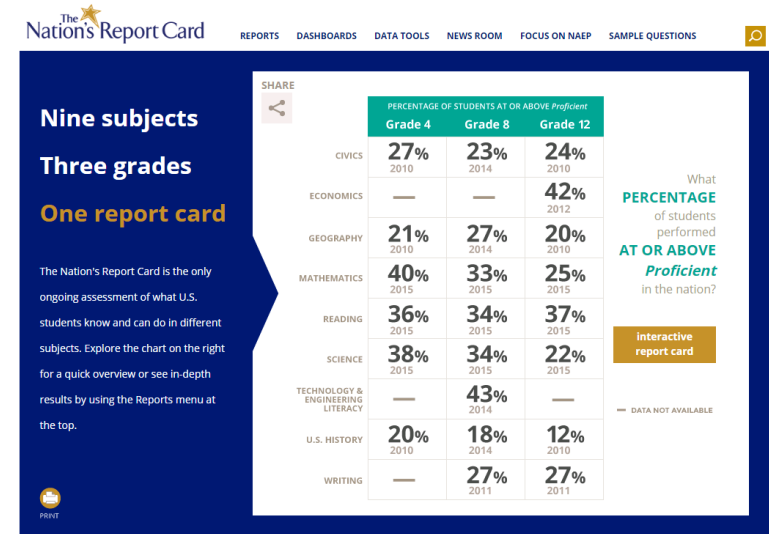 The
Nation's Report Card
REPORTS DASHBOARDS DATA TOOLS NEWS ROOM FOCUS ON NAEP SAMPLE QUESTIONS
Nine subjects
Three grades
One report card
The Nation's Report Card is the only
ongoing assessment of what U.S.
students know and can do in different
subjects. Explore the chart on the right
for a quick overview or see in-depth
results by using the Reports menu at
the top.
PRINT
SHARE
PERCENTAGE OF STUDENTS AT OR ABOVE Proficient
Grade 4 Grade 8 Grade 12
CIVICS 27% 23% 24%
2010 2014 2010
ECONOMICS — — 42%
2012
GEOGRAPHY 21% 27% 20%
2010 2014 2010
MATHEMATICS 40% 33% 25%
2015 2015 2015
READING 36% 34% 37%
2015 2015 2015
SCIENCE 38% 34% 22%
2015 2015 2015
TECHNOLOGY &
ENGINEERING
LITERACY — 43% —
2014
U.S. HISTORY 20% 18% 12%
2010 2014 2010
WRITING — 27% 27%
2011 2011
What
PERCENTAGE
of students
performed
AT OR ABOVE
Proficient
in the nation?
interactive
report card
— DATA NOT AVAILABLE